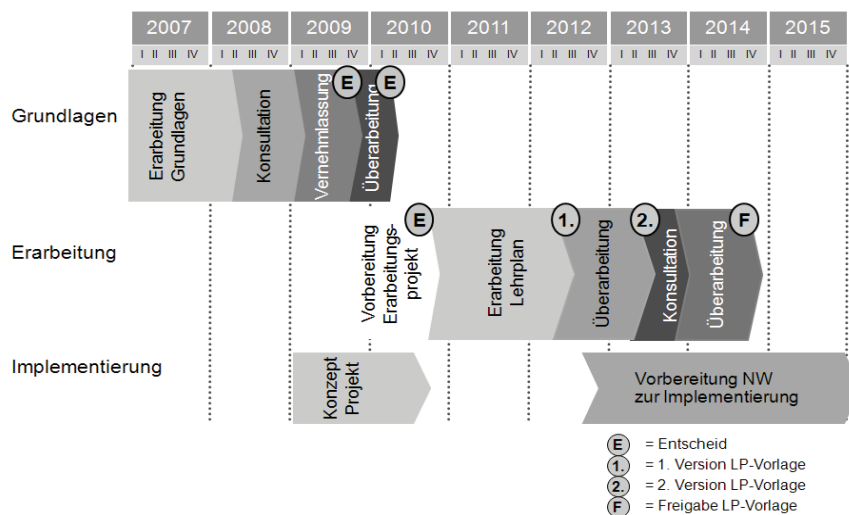 2007 2008 2009 2010 2011 2012 2013 2014 2015
I II III IV I II III IV I II III IV I II III IV I II III IV I II III IV I II III IV I II III IV I II III IV
Grundlagen
Erarbeitung
Grundlagen
Konsultation
Vernehmlassung
E
Überarbeitung
E
Erarbeitung
Vorbereitung
Erarbeitungs-
projekt
E
Erarbeitung
Lehrplan
1.
Überarbeitung
2.
Konsultation
Überarbeitung
F
Implementierung
Konzept
Projekt
Vorbereitung NW
zur Implementierung
E = Entscheid
1. = 1. Version LP-Vorlage
2. = 2. Version LP-Vorlage
F = Freigabe LP-Vorlage